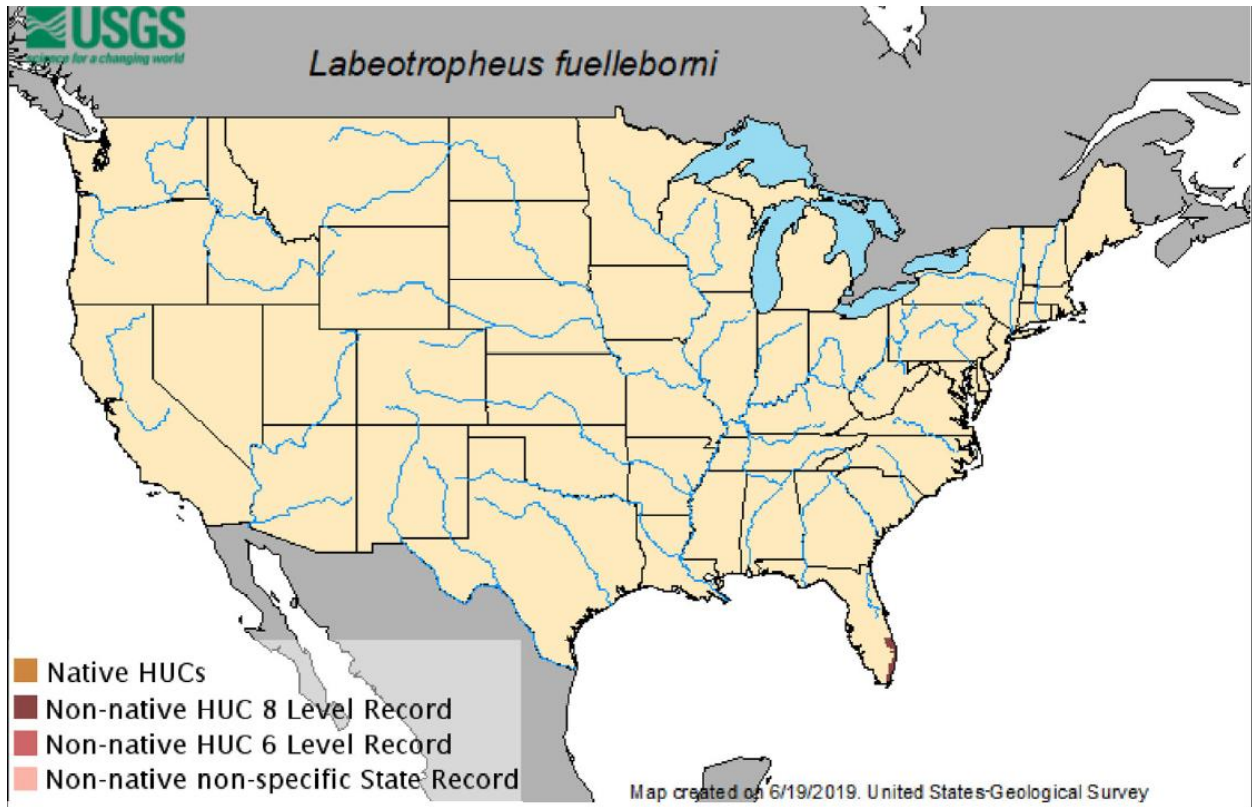 USGS
science for a changing world
Labeotropheus fuelleborni
Native HUCs
Non-native HUC 8 Level Record
Non-native HUC 6 Level Record
Non-native non-specific State Record
Map created on 6/19/2019. United States-Geological Survey